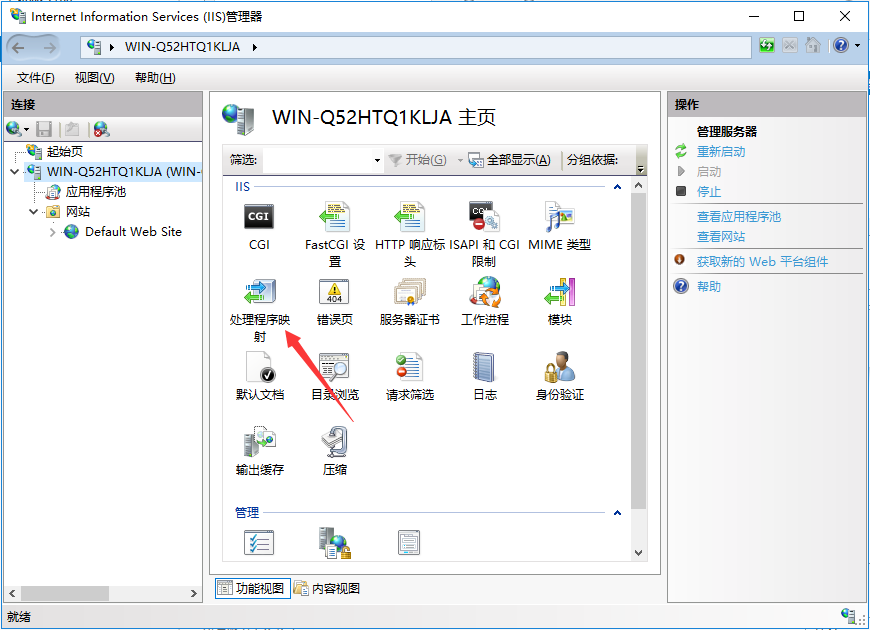 Internet Information Services (IIS)管理器
WIN-Q52HTQ1KLJA
文件(F) 视图(V) 帮助(H)
连接
起始页
WIN-Q52HTQ1KLJA (WIN-
应用程序池
网站
Default Web Site
WIN-Q52HTQ1KLJA 主页
筛选: 开始(G) 全部显示(A) 分组依据:
IIS
CGI
CGI
FastCGI 设
置
HTTP 响应标
头
ISAPI 和 CGI
限制
MIME 类型
处理程序映
射
404
错误页
服务器证书
工作进程
模块
默认文档
目录浏览
请求筛选
日志
身份验证
输出缓存
压缩
管理
功能视图 内容视图
操作
管理服务器
重新启动
启动
停止
查看应用程序池
查看网站
获取新的 Web 平台组件
帮助
就绪